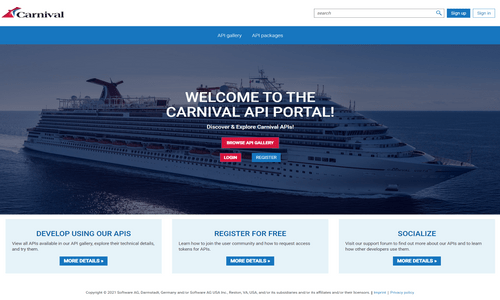 Carnival
search
Sign up
Sign in
API gallery
API packages
WELCOME TO THE
CARNIVAL API PORTAL!
Discover & Explore Carnival APIs!
BROWSE API GALLERY
LOGIN
REGISTER
DEVELOP USING OUR APIS
View all APIs available in our API gallery, explore their technical details,
and try them.
MORE DETAILS »
REGISTER FOR FREE
Learn how to join the user community and how to request access
tokens for APIs.
MORE DETAILS »
SOCIALIZE
Visit our support forum to find out more about our APIs and to learn
how other developers use them.
MORE DETAILS »
Copyright © 2017 Software AG, Darmstadt, Germany and/or Software AG USA Inc., Reston, VA, USA, and/or its subsidiaries and/or its affiliates and/or their licensors. | Imprint | Privacy policy